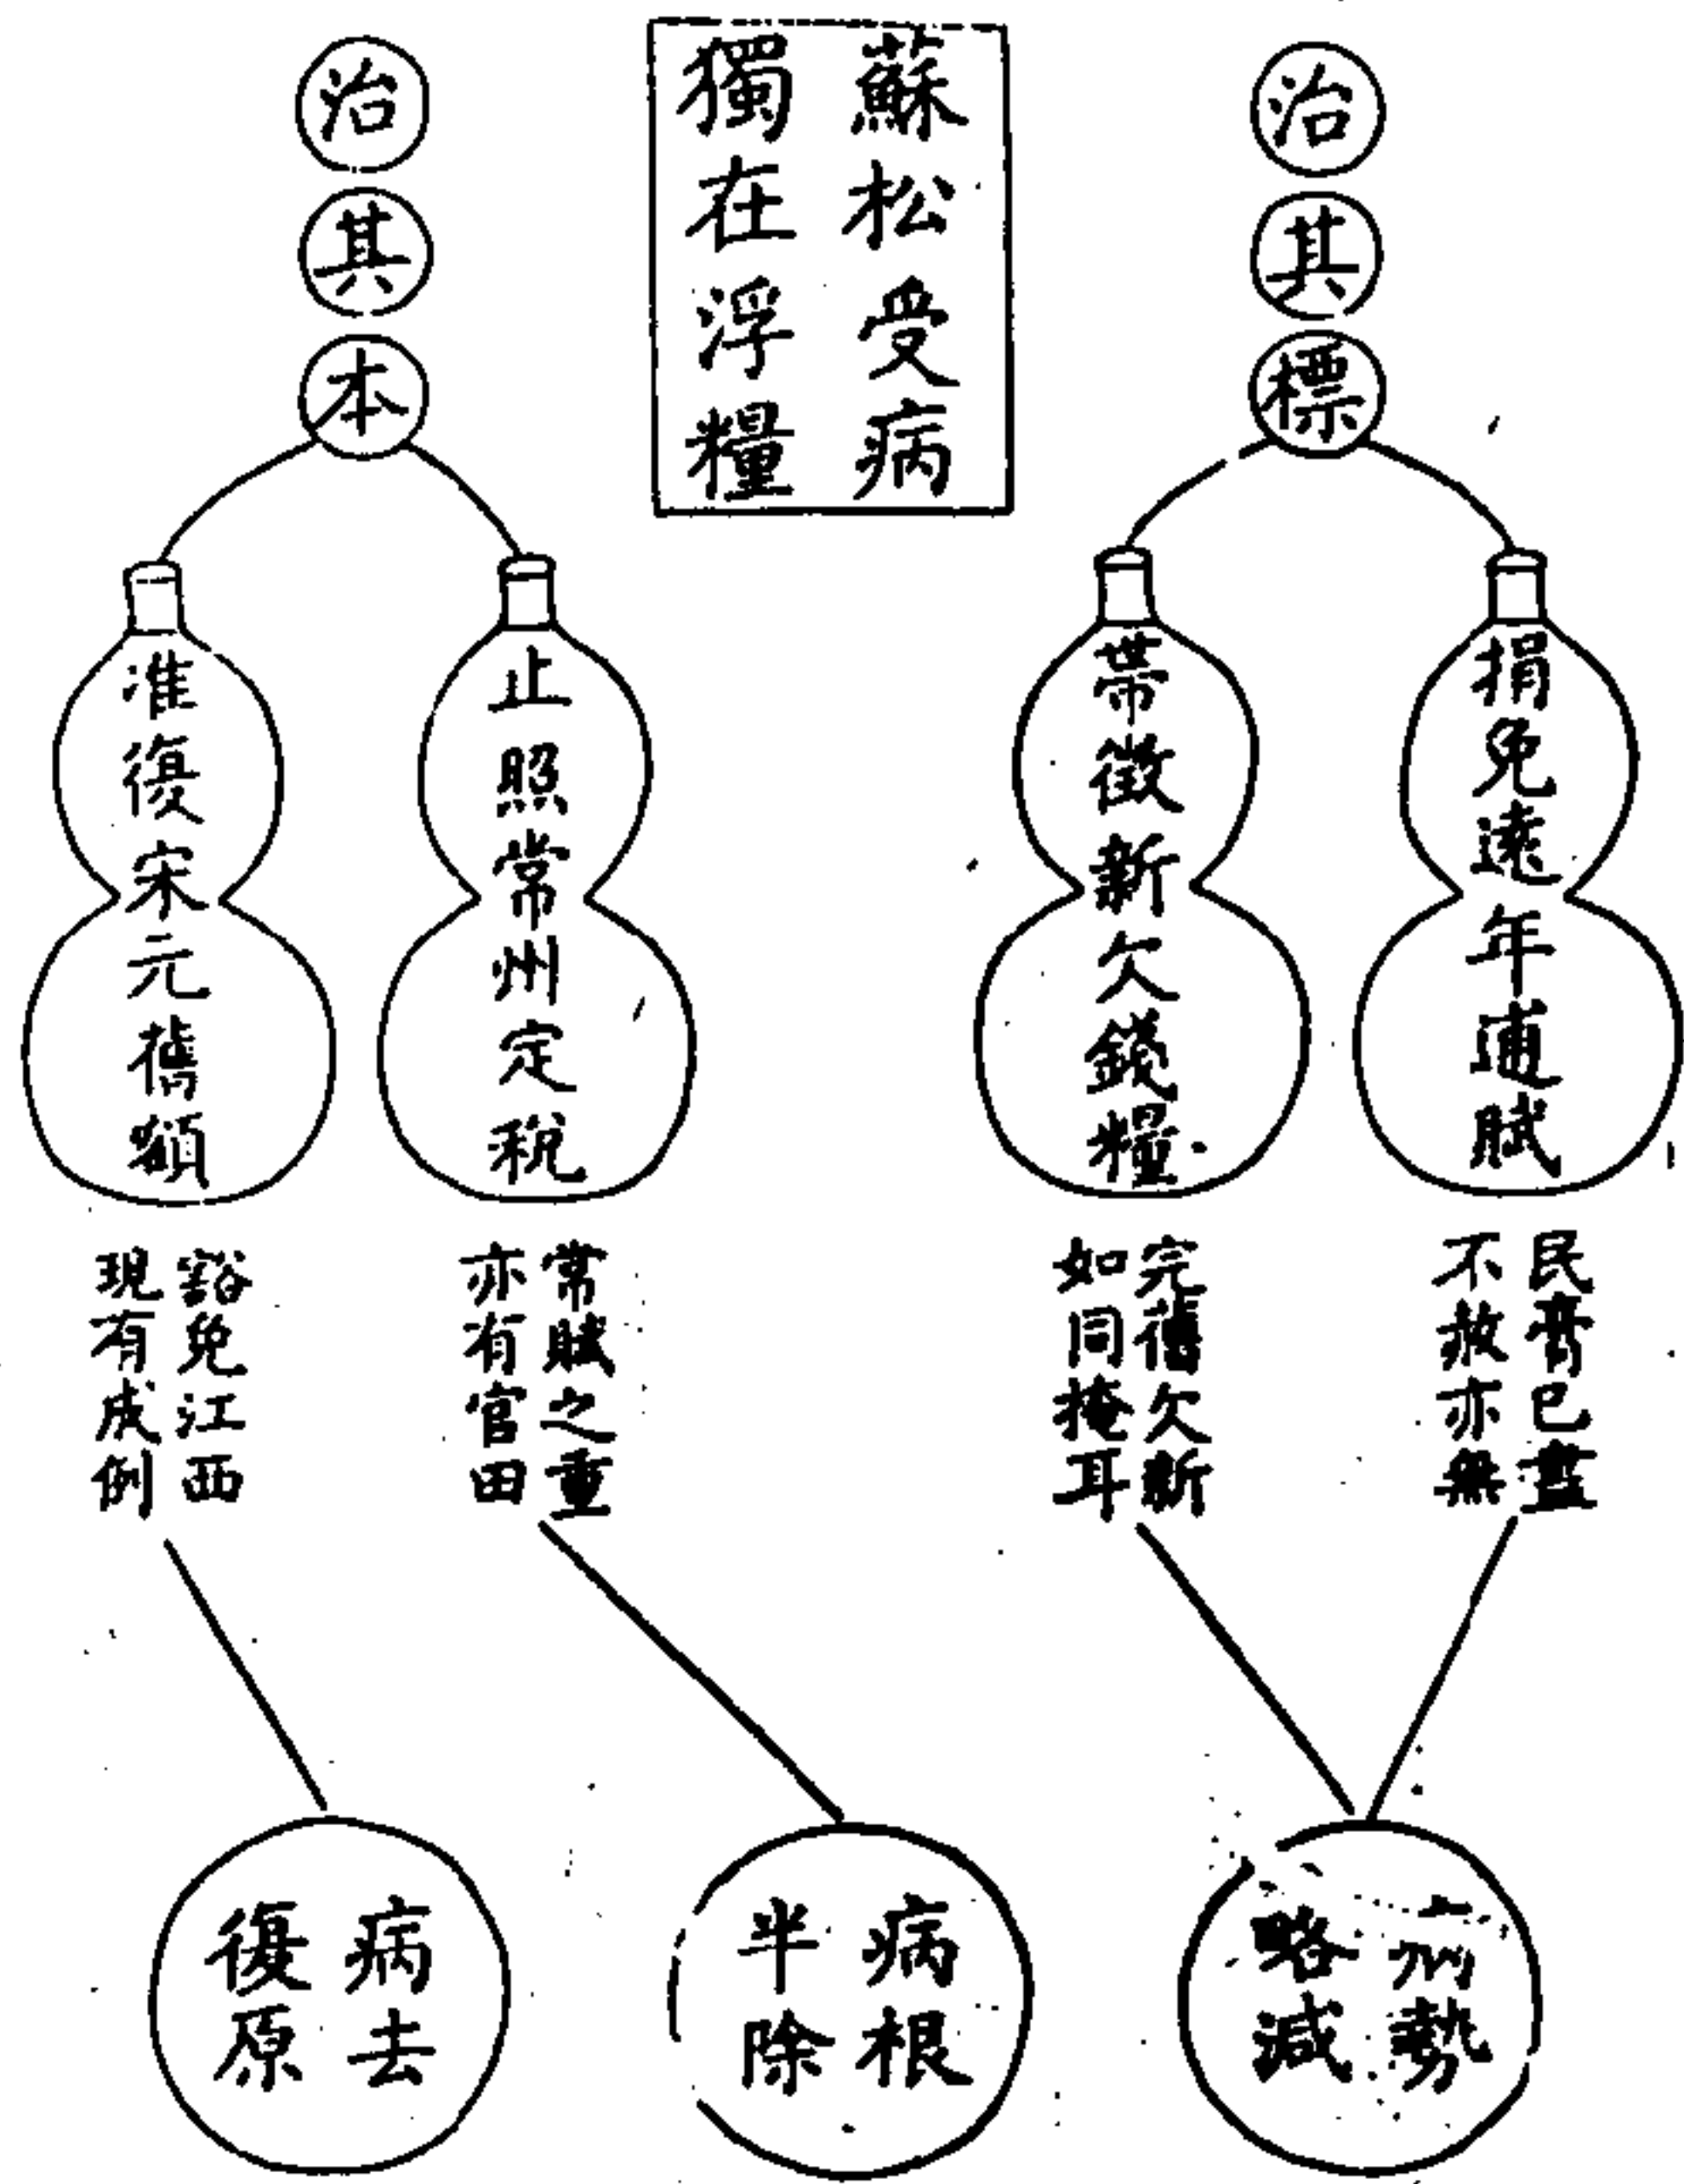 治其標
蘇松受病
獨在浮糧
治其本
捐免遠年逋賦
帶徵新欠錢糧
止照常州定稅
准復宋元舊額
民膏已盡
不赦亦無
完舊欠新
如同掩耳
常賦之重
亦有官田
豁免江西
現有成例
病勢
略減
病根
半除
病去
復原